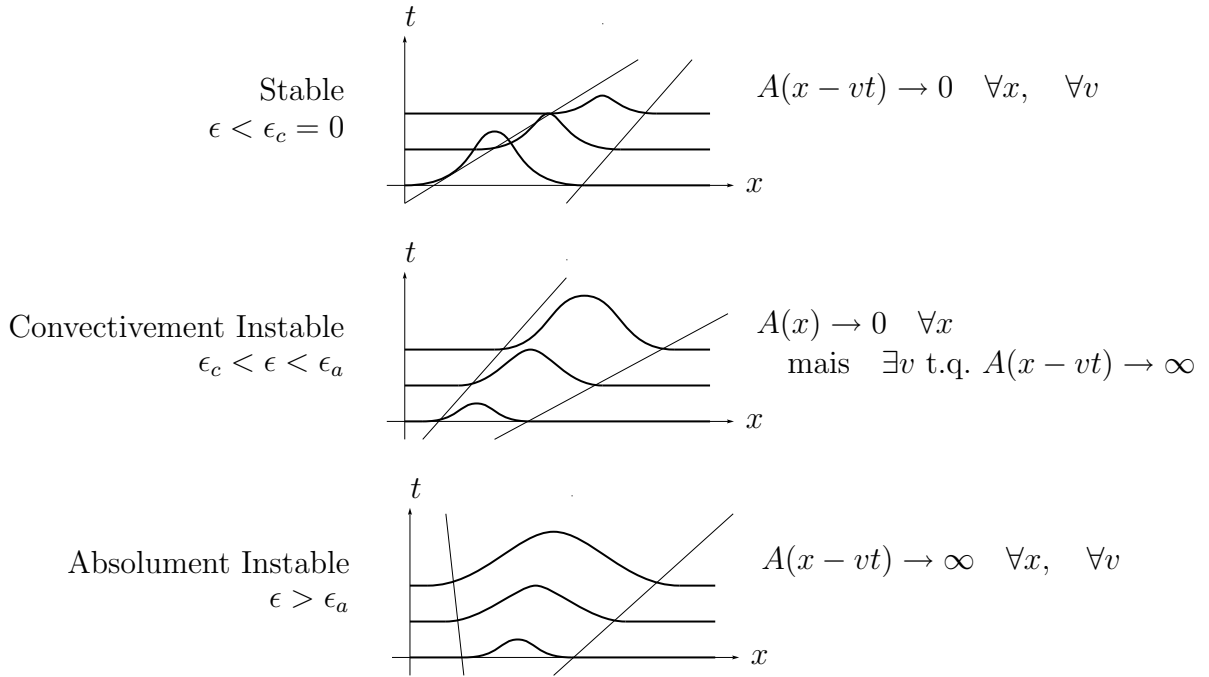 t
Stable
ϵ < ϵ_c = 0
A(x − vt) → 0 ∀x, ∀v
x
t
Convectivement Instable
ϵ_c < ϵ < ϵ_a
A(x) → 0 ∀x
mais ∃v t.q. A(x − vt) → ∞
x
t
Absolument Instable
ϵ > ϵ_a
A(x − vt) → ∞ ∀x, ∀v
x